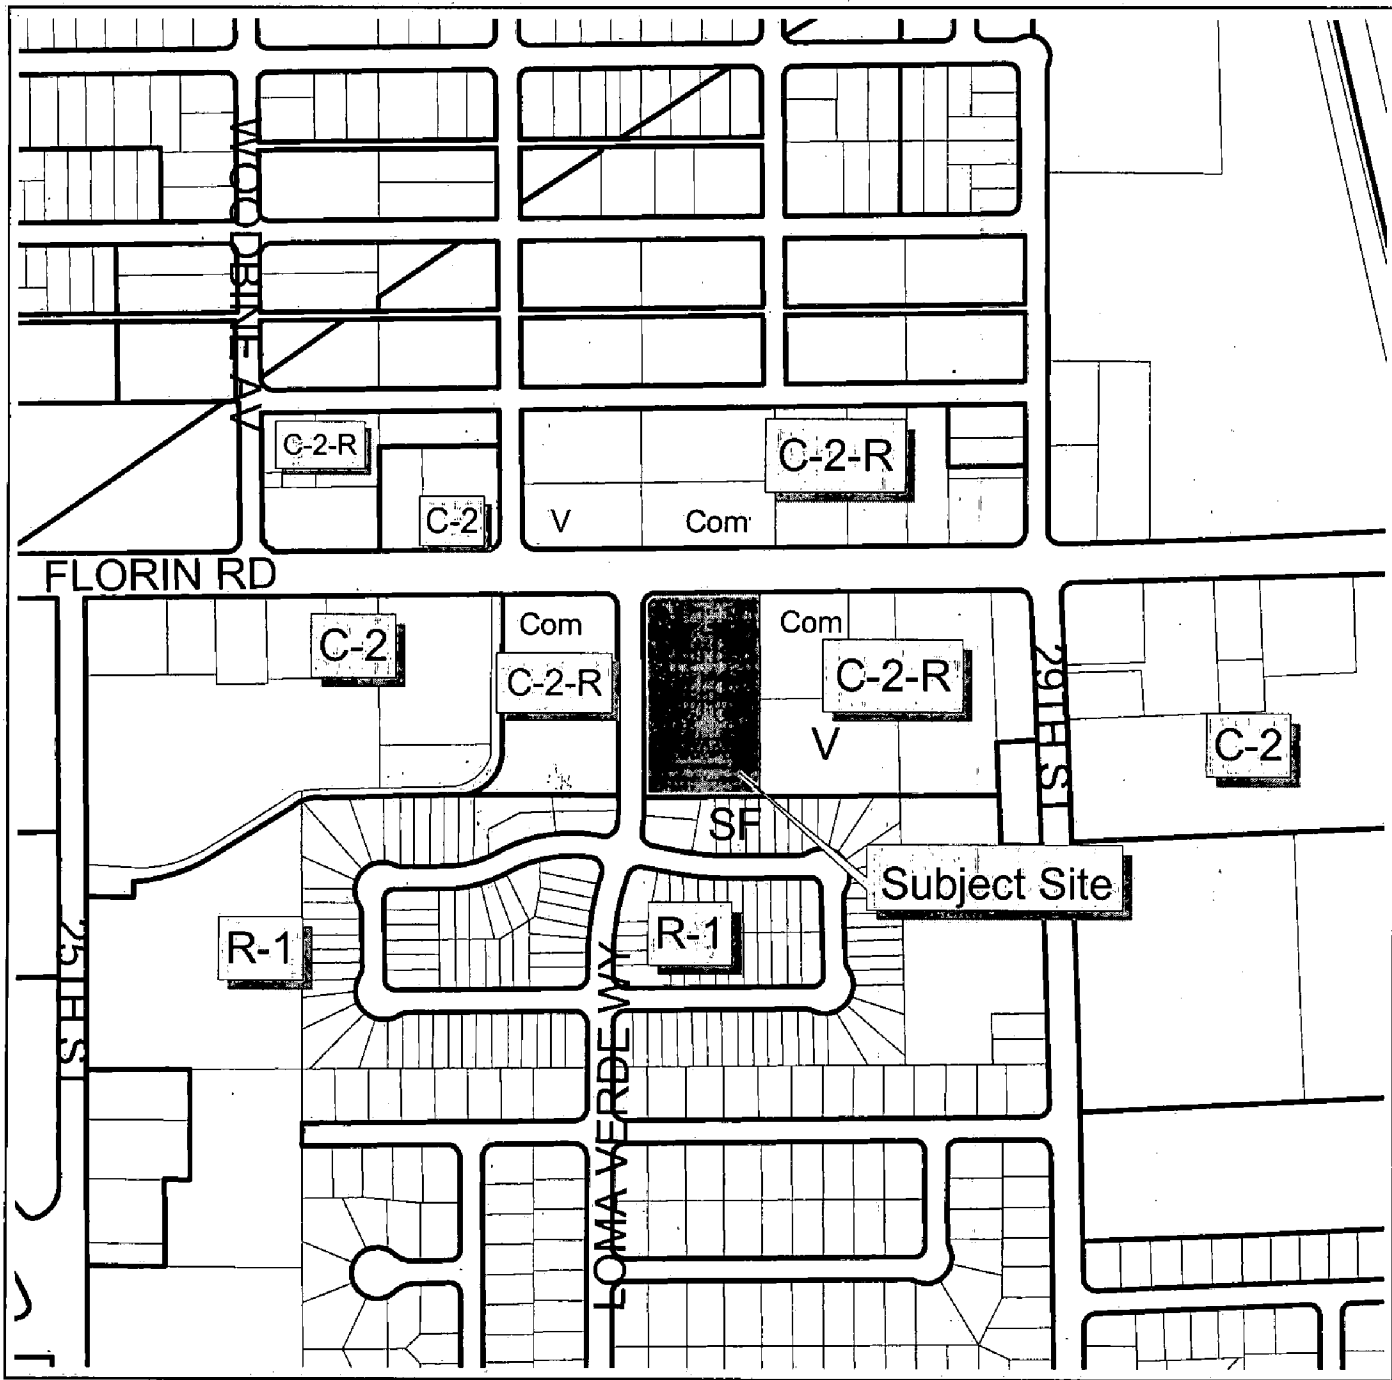 WOODBINE AV
C-2-R
C-2-R
C-2
V
Com
FLORIN RD
C-2
Com
C-2-R
Com
C-2-R
V
29TH ST
C-2
SF
Subject Site
R-1
R-1
25TH ST
LOMA VERDE WY